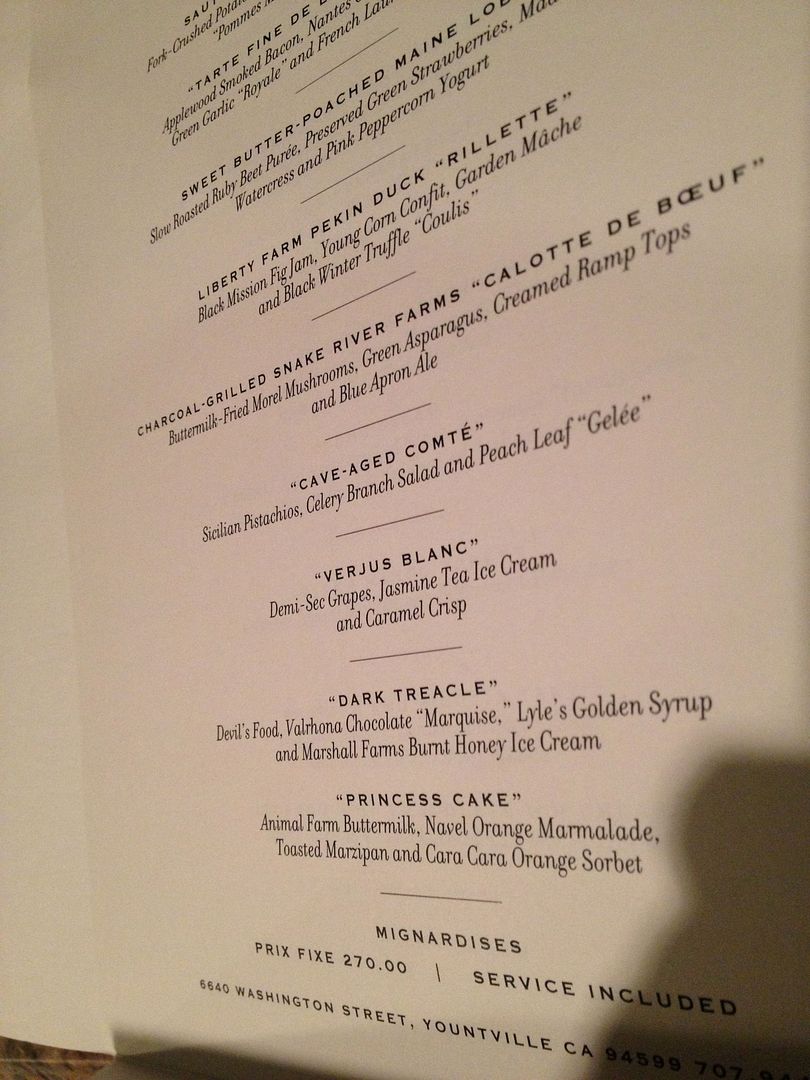 Fork-Crushed
"Pommes
"TARTE FINE DE
Applewood Smoked Bacon, Nantes
Green Garlic "Royale" and French
SWEET BUTTER-POACHED MAINE
Slow Roasted Ruby Beet Purée, Preserved Green Strawberries,
Watercress and Pink Peppercorn Yogurt
LIBERTY FARM PEKIN DUCK "RILLETTE"
Black Mission Fig Jam, Young Corn Confit, Garden Mâche
and Black Winter Truffle "Coulis"
CHARCOAL-GRILLED SNAKE RIVER FARMS "CALOTTE DE BŒUF"
Buttermilk-Fried Morel Mushrooms, Green Asparagus, Creamed Ramp Tops
and Blue Apron Ale
"CAVE-AGED COMTÉ"
Sicilian Pistachios, Celery Branch Salad and Peach Leaf "Gelée"
"VERJUS BLANC"
Demi-Sec Grapes, Jasmine Tea Ice Cream
and Caramel Crisp
"DARK TREACLE"
Devil's Food, Valrhona Chocolate "Marquise," Lyle's Golden Syrup
and Marshall Farms Burnt Honey Ice Cream
"PRINCESS CAKE"
Animal Farm Buttermilk, Navel Orange Marmalade,
Toasted Marzipan and Cara Cara Orange Sorbet
MIGNARDISES
PRIX FIXE 270.00 | SERVICE INCLUDED
6640 WASHINGTON STREET, YOUNTVILLE CA 94599 707